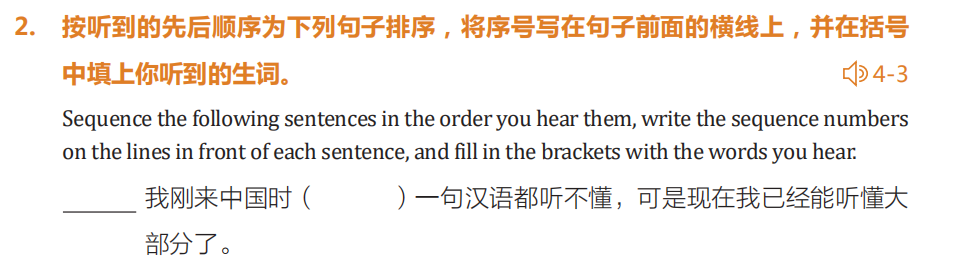 2. 按听到的先后顺序为下列句子排序，将序号写在句子前面的横线上，并在括号
中填上你听到的生词。 4-3
Sequence the following sentences in the order you hear them, write the sequence numbers
on the lines in front of each sentence, and fill in the brackets with the words you hear.
______ 我刚来中国时（　　　）一句汉语都听不懂，可是现在我已经能听懂大
部分了。